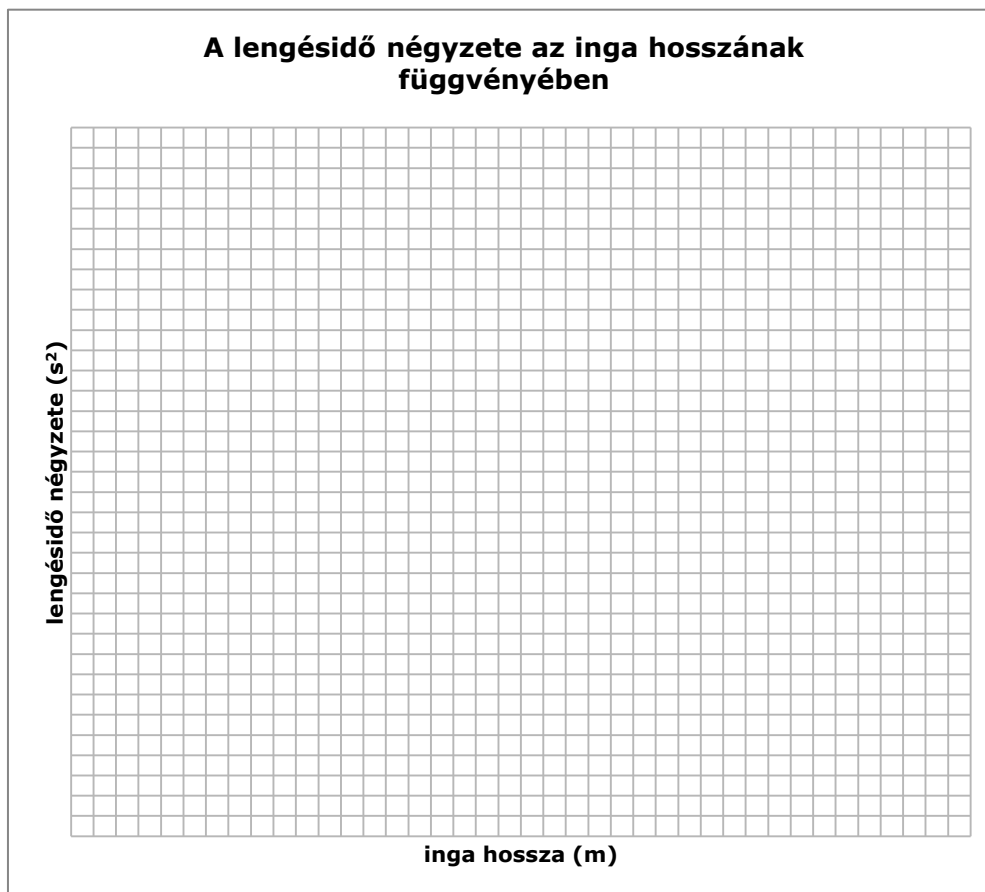 A lengésidő négyzete az inga hosszának
függvényében
lengésidő négyzete (s²)
inga hossza (m)